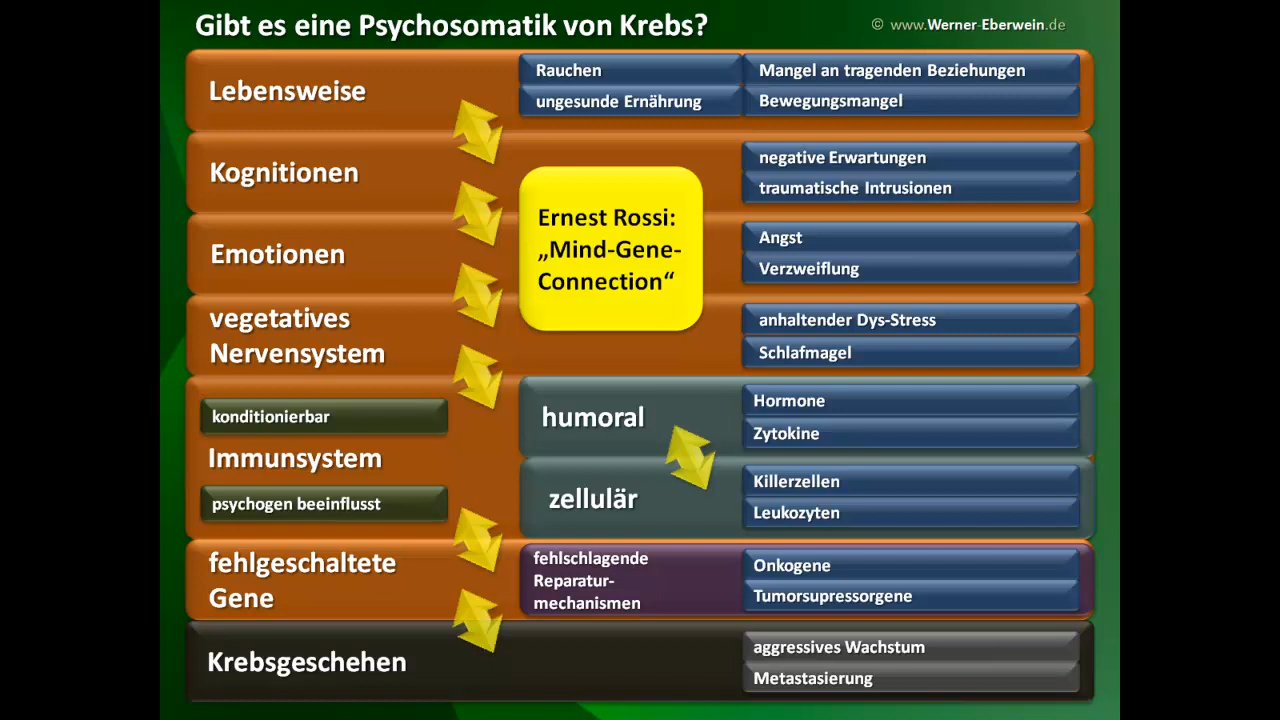 Gibt es eine Psychosomatik von Krebs?
© www.Werner-Eberwein.de
Lebensweise
Rauchen
Mangel an tragenden Beziehungen
ungesunde Ernährung
Bewegungsmangel
Kognitionen
negative Erwartungen
traumatische Intrusionen
Ernest Rossi:
„Mind-Gene-
Connection“
Emotionen
Angst
Verzweiflung
vegetatives
Nervensystem
anhaltender Dys-Stress
Schlafmagel
konditionierbar
Immunsystem
psychogen beeinflusst
humoral
Hormone
Zytokine
zellulär
Killerzellen
Leukozyten
fehlgeschaltete
Gene
fehlschlagende
Reparatur-
mechanismen
Onkogene
Tumorsupressorgene
Krebsgeschehen
aggressives Wachstum
Metastasierung